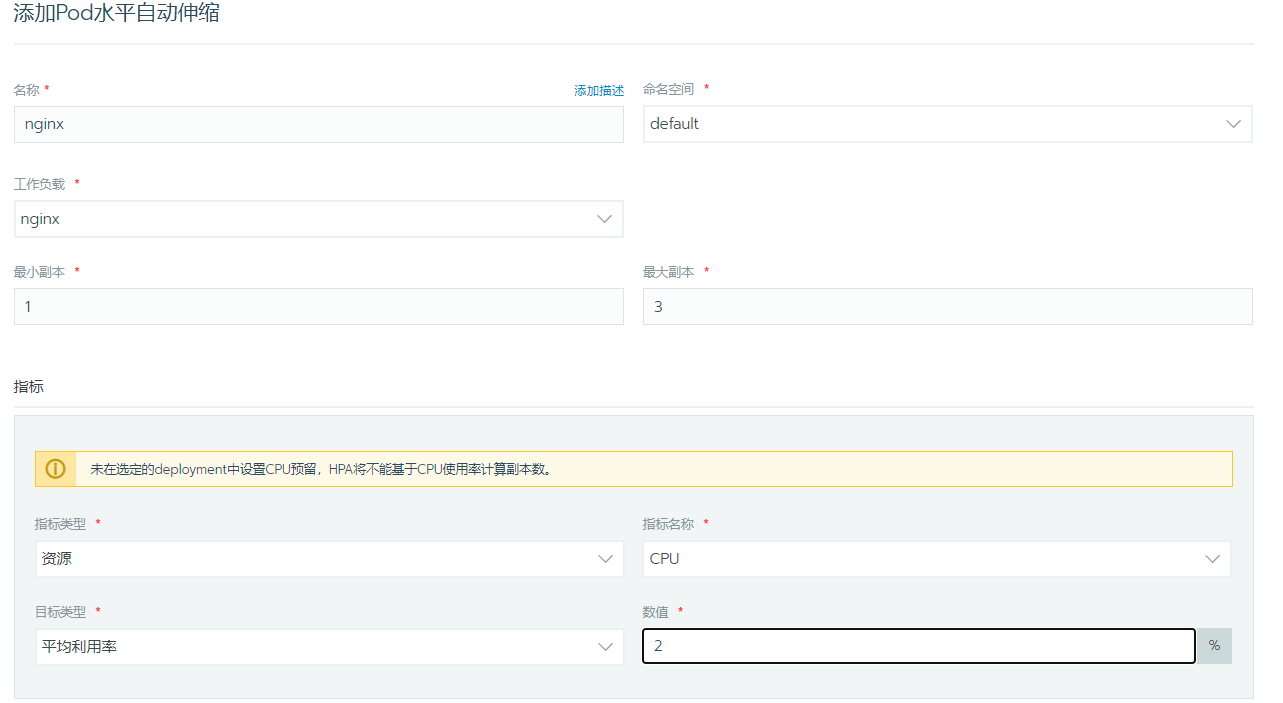 添加Pod水平自动伸缩
名称 * 添加描述 命名空间 *
nginx default
工作负载 *
nginx
最小副本 * 最大副本 *
1 3
指标
未在选定的deployment中设置CPU预留，HPA将不能基于CPU使用率计算副本数。
指标类型 * 指标名称 *
资源 CPU
目标类型 * 数值 *
平均利用率 2 %